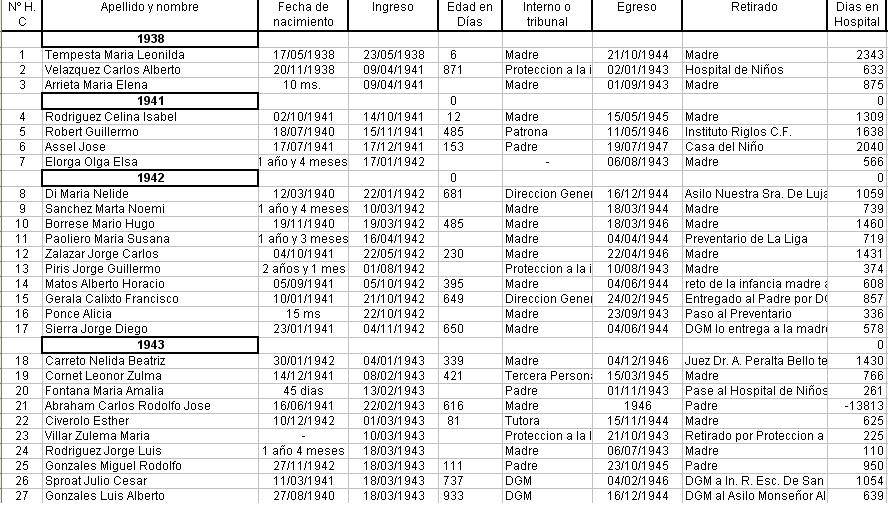 Nº H. C Apellido y nombre Fecha de nacimiento Ingreso Edad en Días Interno o tribunal Egreso Retirado Dias en Hospital
1938
1 Tempesta Maria Leonilda 17/05/1938 23/05/1938 6 Madre 21/10/1944 Madre 2343
2 Velazquez Carlos Alberto 20/11/1938 09/04/1941 871 Proteccion a la i 02/01/1943 Hospital de Niños 633
3 Arrieta Maria Elena 10 ms. 09/04/1941 Madre 01/09/1943 Madre 875
1941 0 0
4 Rodriguez Celina Isabel 02/10/1941 14/10/1941 12 Madre 15/05/1945 Madre 1309
5 Robert Guillermo 18/07/1940 15/11/1941 485 Patrona 11/05/1946 Instituto Riglos C.F. 1638
6 Assel Jose 17/07/1941 17/12/1941 153 Padre 19/07/1947 Casa del Niño 2040
7 Elorga Olga Elsa 1 año y 4 meses 17/01/1942 - 06/08/1943 Madre 566
1942 0 0
8 Di Maria Nelide 12/03/1940 22/01/1942 681 Direccion Gener 16/12/1944 Asilo Nuestra Sra. De Luja 1059
9 Sanchez Marta Noemi 1 año y 4 meses 10/03/1942 Madre 18/03/1944 Madre 739
10 Borrese Mario Hugo 19/11/1940 19/03/1942 485 Madre 18/03/1946 Madre 1460
11 Paoliero Maria Susana 1 año y 3 meses 16/04/1942 Madre 04/04/1944 Preventario de La Liga 719
12 Zalazar Jorge Carlos 04/10/1941 22/05/1942 230 Madre 22/04/1946 Madre 1431
13 Piris Jorge Guillermo 2 años y 1 mes 01/08/1942 Proteccion a la i 10/08/1943 Madre 374
14 Matos Alberto Horacio 05/09/1941 05/10/1942 395 Madre 04/06/1944 reto de la infancia madre a 608
15 Gerala Calixto Francisco 10/01/1941 21/10/1942 649 Direccion Gener 24/02/1945 Entregado al Padre por DG 857
16 Ponce Alicia 15 ms 22/10/1942 Madre 23/09/1943 Paso al Preventario 336
17 Sierra Jorge Diego 23/01/1941 04/11/1942 650 Madre 04/06/1944 DGM lo entrega a la madre 578
1943 0
18 Carreto Nelida Beatriz 30/01/1942 04/01/1943 339 Madre 04/12/1946 Juez Dr. A. Peralta Bello te 1430
19 Cornet Leonor Zulma 14/12/1941 08/02/1943 421 Tercera Persona 15/03/1945 Madre 766
20 Fontana Maria Amalia 45 dias 13/02/1943 Padre 01/11/1943 Pase al Hospital de Niños 261
21 Abraham Carlos Rodolfo Jose 16/06/1941 22/02/1943 616 Madre 1946 Padre -13813
22 Civerolo Esther 10/12/1942 01/03/1943 81 Tutora 15/11/1944 Madre 625
23 Villar Zulema Maria - 10/03/1943 Proteccion a la I 21/10/1943 Retirado por Proteccion a 225
24 Rodriguez Jorge Luis 1 año 4 meses 18/03/1943 Madre 06/07/1943 Madre 110
25 Gonzales Miguel Rodolfo 27/11/1942 18/03/1943 111 Padre 23/10/1945 Padre 950
26 Sproat Julio Cesar 11/03/1941 18/03/1943 737 DGM 04/02/1946 DGM a In. R. Esc. De San 1054
27 Gonzales Luis Alberto 27/08/1940 18/03/1943 933 DGM 16/12/1944 DGM al Asilo Monseñor Al 639